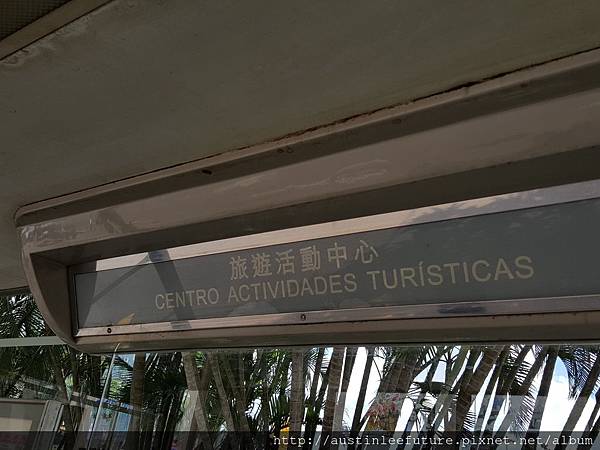 旅遊活動中心
CENTRO ACTIVIDADES TURÍSTICAS
http://austinleefuture.pixnet.net/album